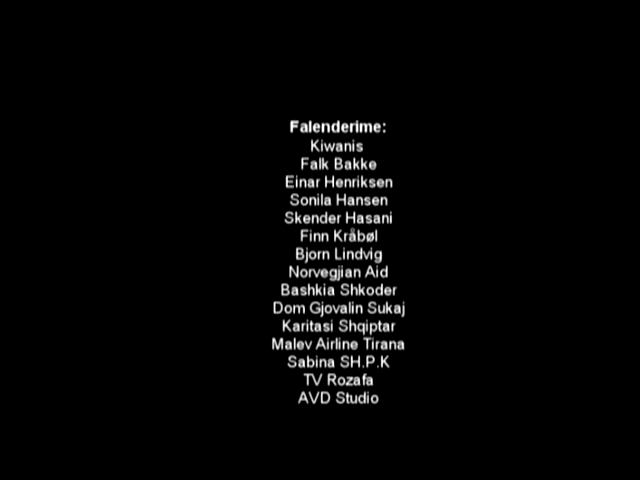 Falenderime:
Kiwanis
Falk Bakke
Einar Henriksen
Sonila Hansen
Skender Hasani
Finn Kråbøl
Bjorn Lindvig
Norvegjian Aid
Bashkia Shkoder
Dom Gjovalin Sukaj
Karitasi Shqiptar
Malev Airline Tirana
Sabina SH.P.K
TV Rozafa
AVD Studio